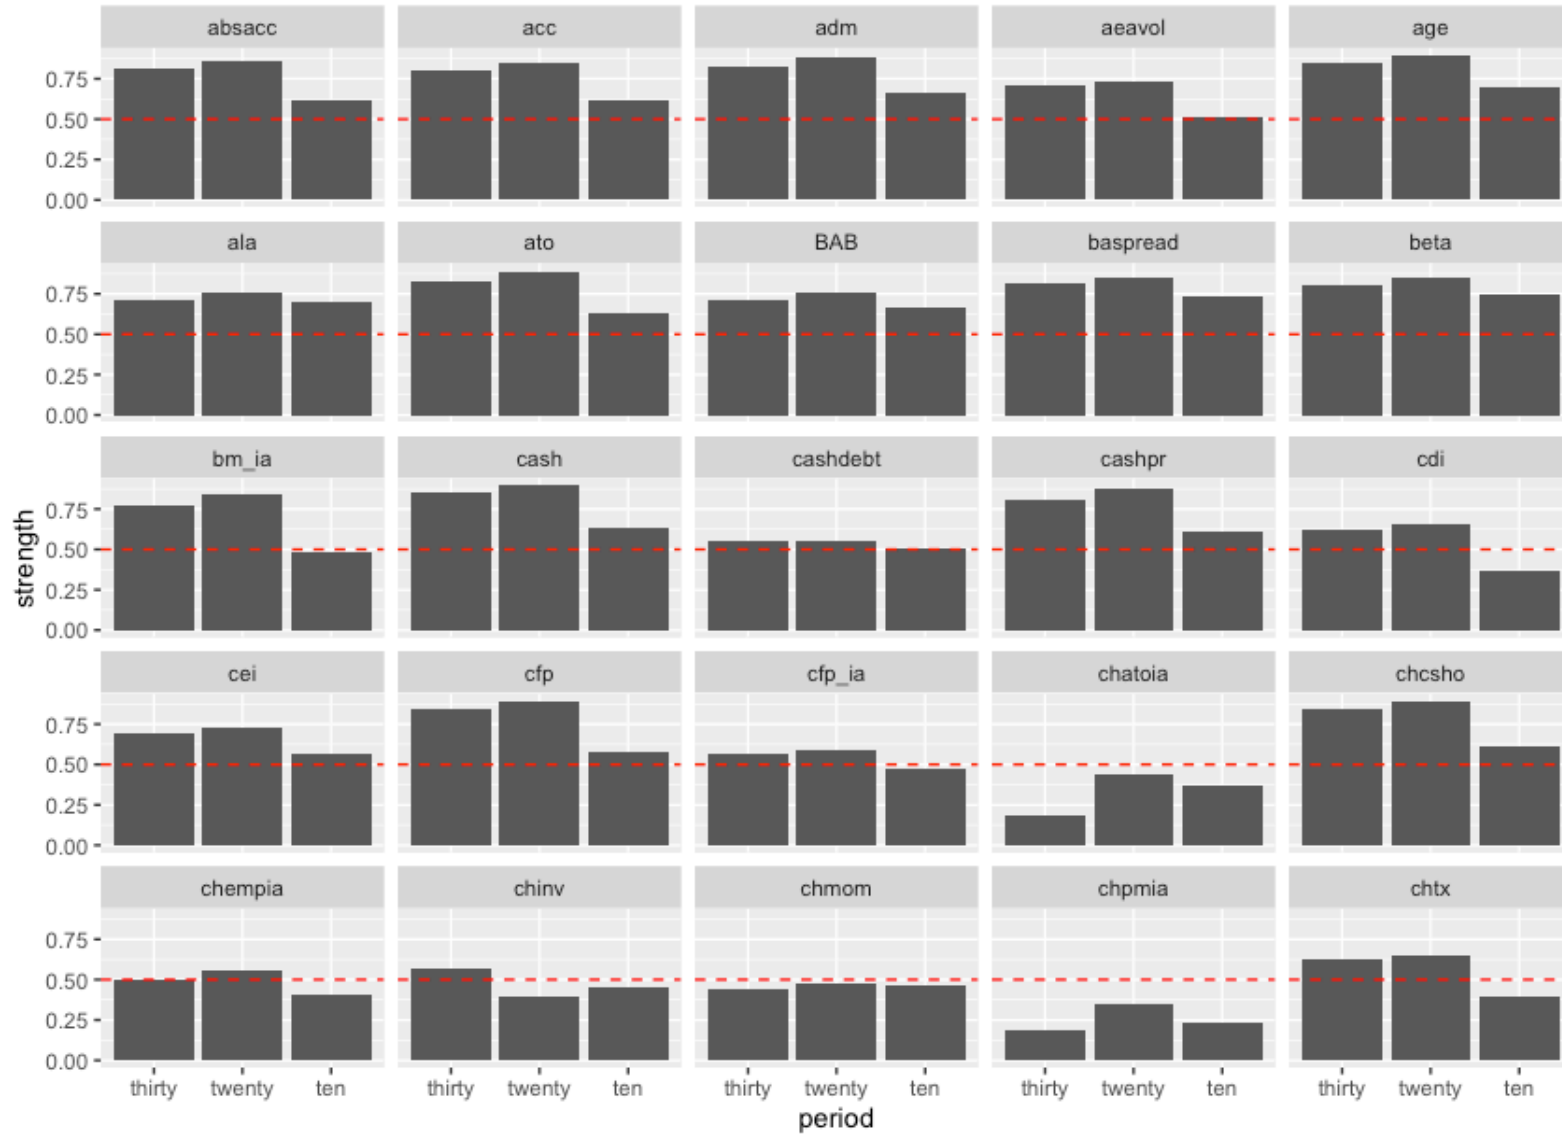 absacc acc adm aeavol age
0.75
0.50
0.25
0.00
ala ato BAB baspread beta
0.75
0.50
0.25
0.00
bm_ia cash cashdebt cashpr cdi
0.75
0.50
0.25
0.00
strength
cei cfp cfp_ia chatoia chcsho
0.75
0.50
0.25
0.00
chempia chinv chmom chpmia chtx
0.75
0.50
0.25
0.00
thirty twenty ten thirty twenty ten thirty twenty ten thirty twenty ten thirty twenty ten
period